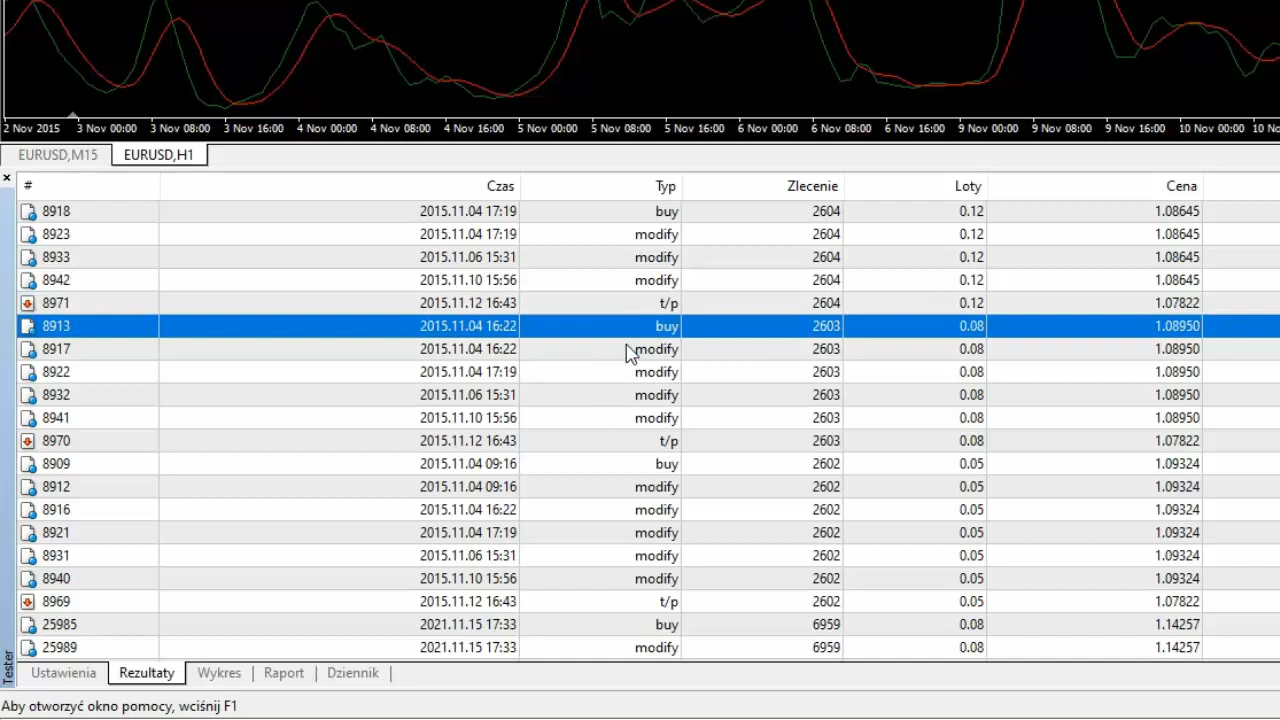 2 Nov 2015 3 Nov 00:00 3 Nov 08:00 3 Nov 16:00 4 Nov 00:00 4 Nov 08:00 4 Nov 16:00 5 Nov 00:00 5 Nov 08:00 5 Nov 16:00 6 Nov 00:00 6 Nov 08:00 6 Nov 16:00 9 Nov 00:00 9 Nov 08:00 9 Nov 16:00 10 Nov 00:00 10 No
EURUSD,M15 EURUSD,H1
# Czas Typ Zlecenie Loty Cena
8918 2015.11.04 17:19 buy 2604 0.12 1.08645
8923 2015.11.04 17:19 modify 2604 0.12 1.08645
8933 2015.11.06 15:31 modify 2604 0.12 1.08645
8942 2015.11.10 15:56 modify 2604 0.12 1.08645
8971 2015.11.12 16:43 t/p 2604 0.12 1.07822
8913 2015.11.04 16:22 buy 2603 0.08 1.08950
8917 2015.11.04 16:22 modify 2603 0.08 1.08950
8922 2015.11.04 17:19 modify 2603 0.08 1.08950
8932 2015.11.06 15:31 modify 2603 0.08 1.08950
8941 2015.11.10 15:56 modify 2603 0.08 1.08950
8970 2015.11.12 16:43 t/p 2603 0.08 1.07822
8909 2015.11.04 09:16 buy 2602 0.05 1.09324
8912 2015.11.04 09:16 modify 2602 0.05 1.09324
8916 2015.11.04 16:22 modify 2602 0.05 1.09324
8921 2015.11.04 17:19 modify 2602 0.05 1.09324
8931 2015.11.06 15:31 modify 2602 0.05 1.09324
8940 2015.11.10 15:56 modify 2602 0.05 1.09324
8969 2015.11.12 16:43 t/p 2602 0.05 1.07822
25985 2021.11.15 17:33 buy 6959 0.08 1.14257
25989 2021.11.15 17:33 modify 6959 0.08 1.14257
Tester
Ustawienia Rezultaty Wykres Raport Dziennik
Aby otworzyć okno pomocy, wciśnij F1